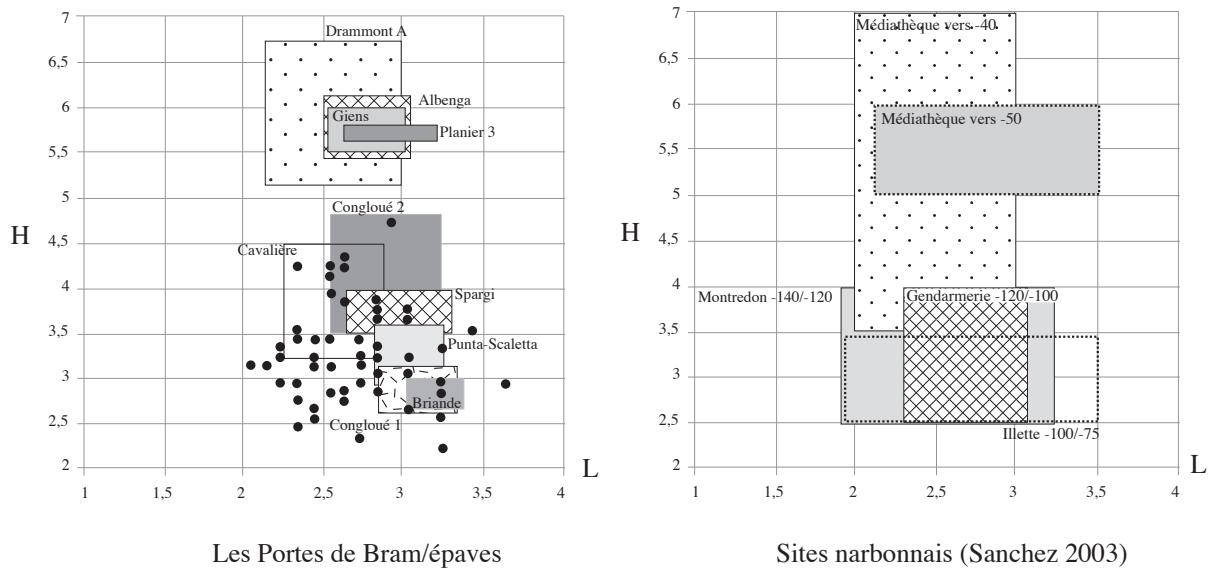 7
6,5
6
5,5
5
4,5
4
3,5
3
2,5
2
H
1
1,5
2
2,5
3
3,5
4
L
Drammont A
Albenga
Giens
Planier 3
Congloué 2
Cavalière
Spargi
Punta-Scaletta
Briande
Congloué 1
Les Portes de Bram/épaves
7
6,5
6
5,5
5
4,5
4
3,5
3
2,5
2
H
1
1,5
2
2,5
3
3,5
4
L
Médiathèque vers -40
Médiathèque vers -50
Montredon -140/-120
Gendarmerie -120/-100
Illette -100/-75
Sites narbonnais (Sanchez 2003)